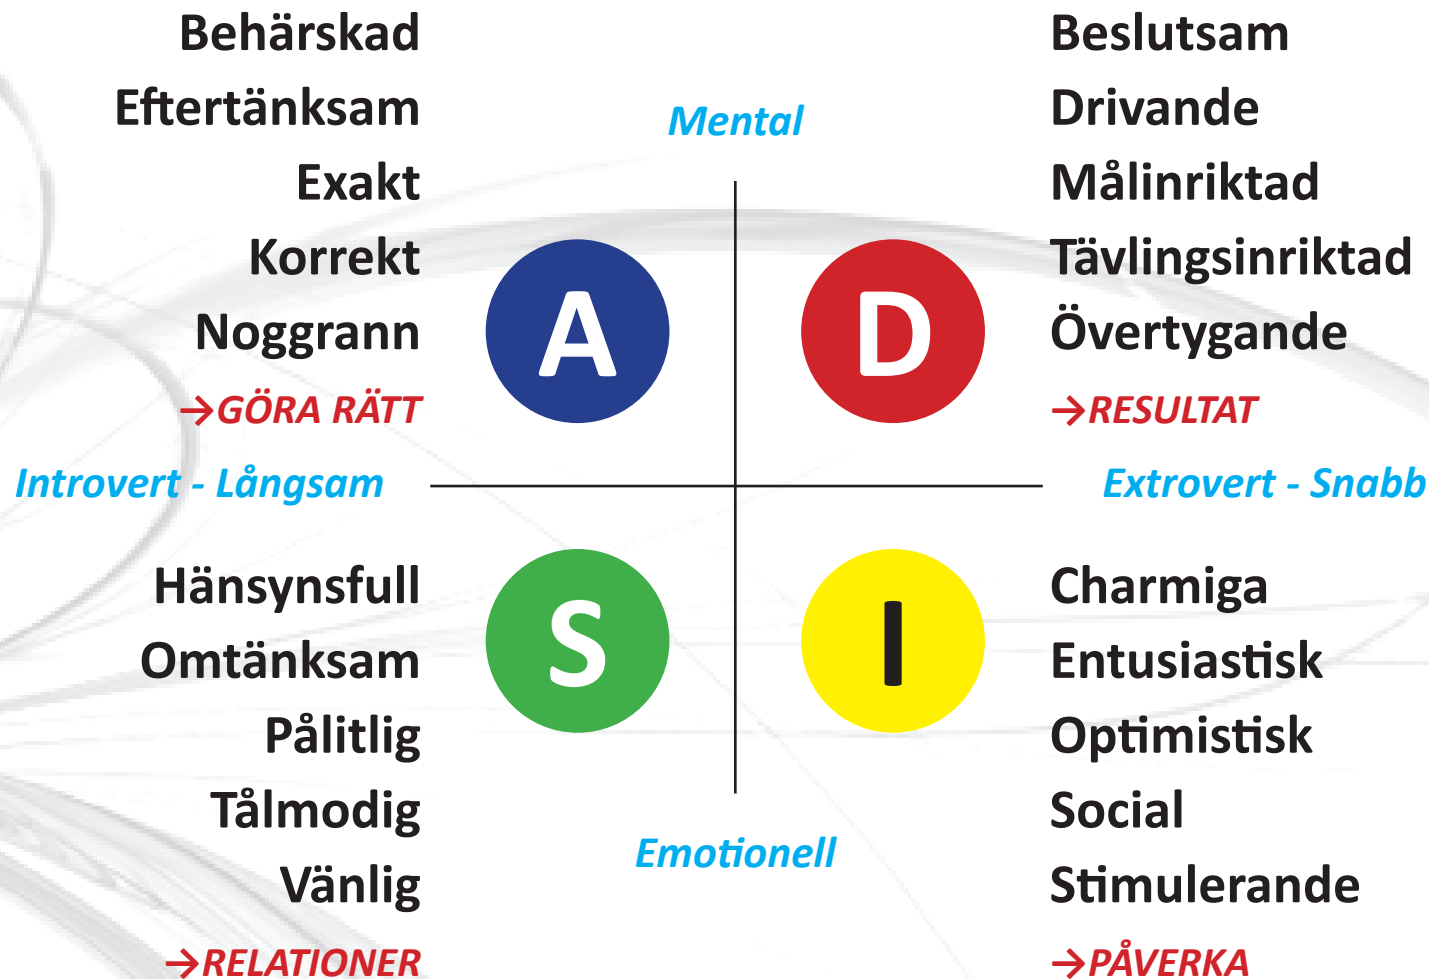 Behärskad
Eftertänksam
Exakt
Korrekt
Noggrann
→GÖRA RÄTT
Mental
A
D
Beslutsam
Drivande
Målinriktad
Tävlingsinriktad
Övertygande
→RESULTAT
Introvert - Långsam
Extrovert - Snabb
Hänsynsfull
Omtänksam
Pålitlig
Tålmodig
Vänlig
→RELATIONER
S
I
Emotionell
Charmiga
Entusiastisk
Optimistisk
Social
Stimulerande
→PÅVERKA